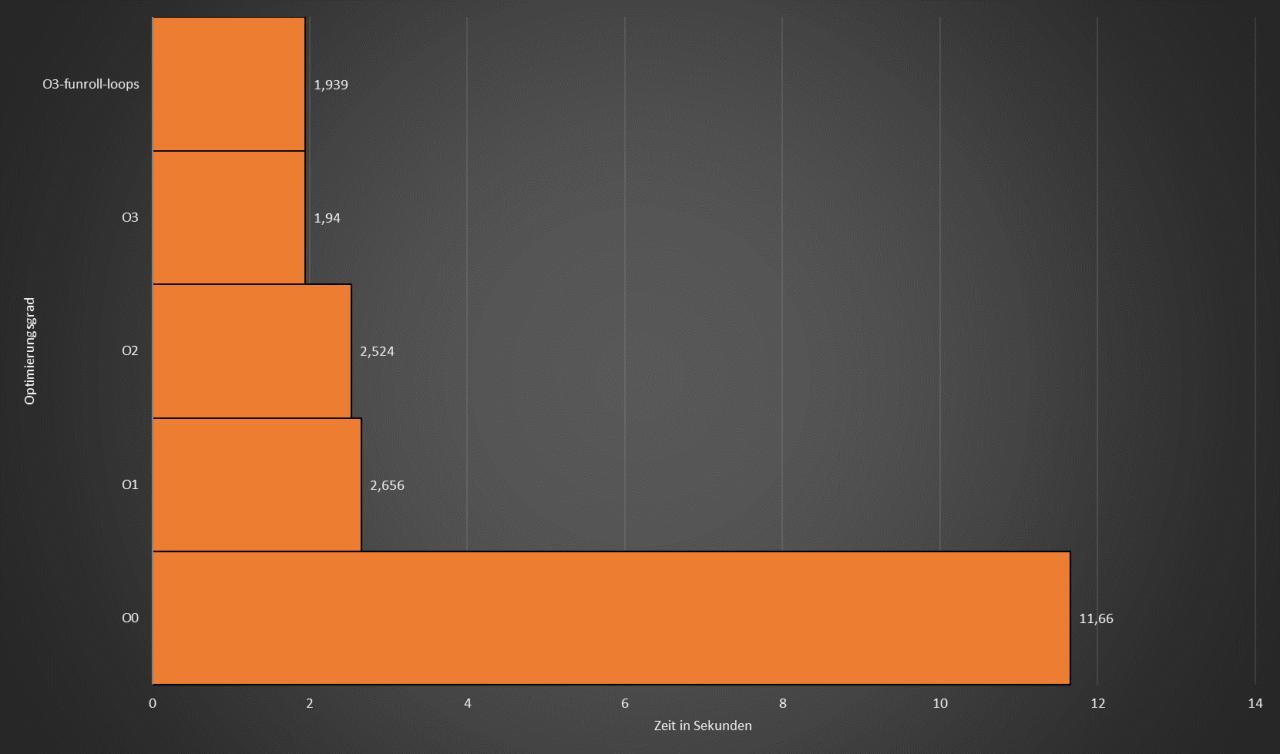 O3-funroll-loops
1,939
O3
1,94
O2
2,524
O1
2,656
O0
11,66
Optimierungsgrad
0 2 4 6 8 10 12 14
Zeit in Sekunden